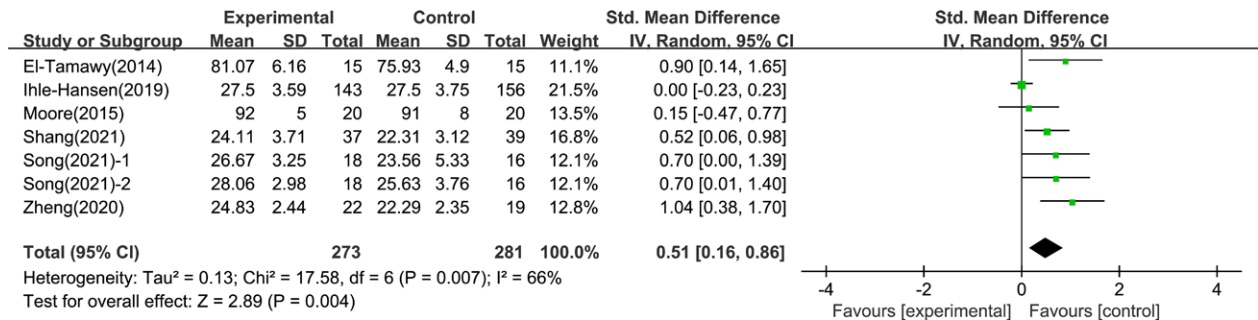 Experimental Control Std. Mean Difference Std. Mean Difference
Study or Subgroup Mean SD Total Mean SD Total Weight IV, Random, 95% CI IV, Random, 95% CI
El-Tamawy(2014) 81.07 6.16 15 75.93 4.9 15 11.1% 0.90 [0.14, 1.65]
Ihle-Hansen(2019) 27.5 3.59 143 27.5 3.75 156 21.5% 0.00 [-0.23, 0.23]
Moore(2015) 92 5 20 91 8 20 13.5% 0.15 [-0.47, 0.77]
Shang(2021) 24.11 3.71 37 22.31 3.12 39 16.8% 0.52 [0.06, 0.98]
Song(2021)-1 26.67 3.25 18 23.56 5.33 16 12.1% 0.70 [0.00, 1.39]
Song(2021)-2 28.06 2.98 18 25.63 3.76 16 12.1% 0.70 [0.01, 1.40]
Zheng(2020) 24.83 2.44 22 22.29 2.35 19 12.8% 1.04 [0.38, 1.70]
Total (95% CI) 273 281 100.0% 0.51 [0.16, 0.86]
Heterogeneity: Tau² = 0.13; Chi² = 17.58, df = 6 (P = 0.007); I² = 66%
Test for overall effect: Z = 2.89 (P = 0.004)
-4 -2 0 2 4
Favours [experimental] Favours [control]